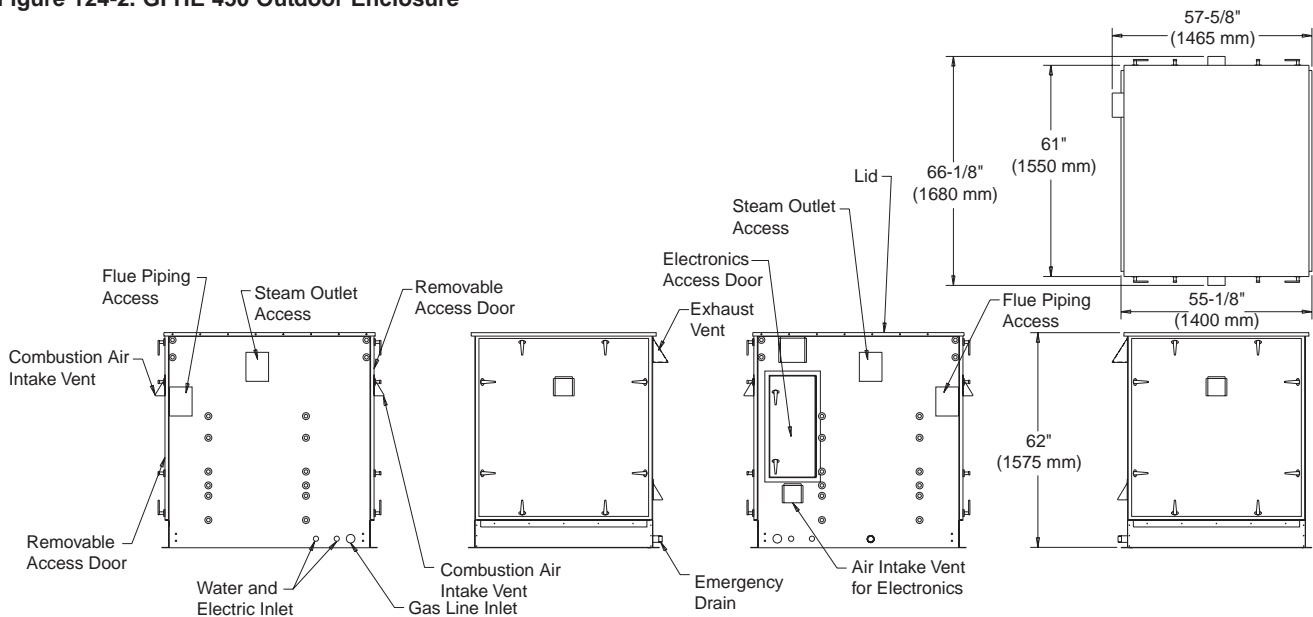 Figure 124-2: GFHE 450 Outdoor Enclosure
57-5/8"
(1465 mm)
61"
(1550 mm)
66-1/8"
(1680 mm)
Lid
Steam Outlet
Access
Electronics
Access Door
Flue Piping
Access
Steam Outlet
Access
Removable
Access Door
Exhaust
Vent
Flue Piping
Access
55-1/8"
(1400 mm)
Combustion Air
Intake Vent
62"
(1575 mm)
Removable
Access Door
Water and
Electric Inlet
Combustion Air
Intake Vent
Gas Line Inlet
Emergency
Drain
Air Intake Vent
for Electronics